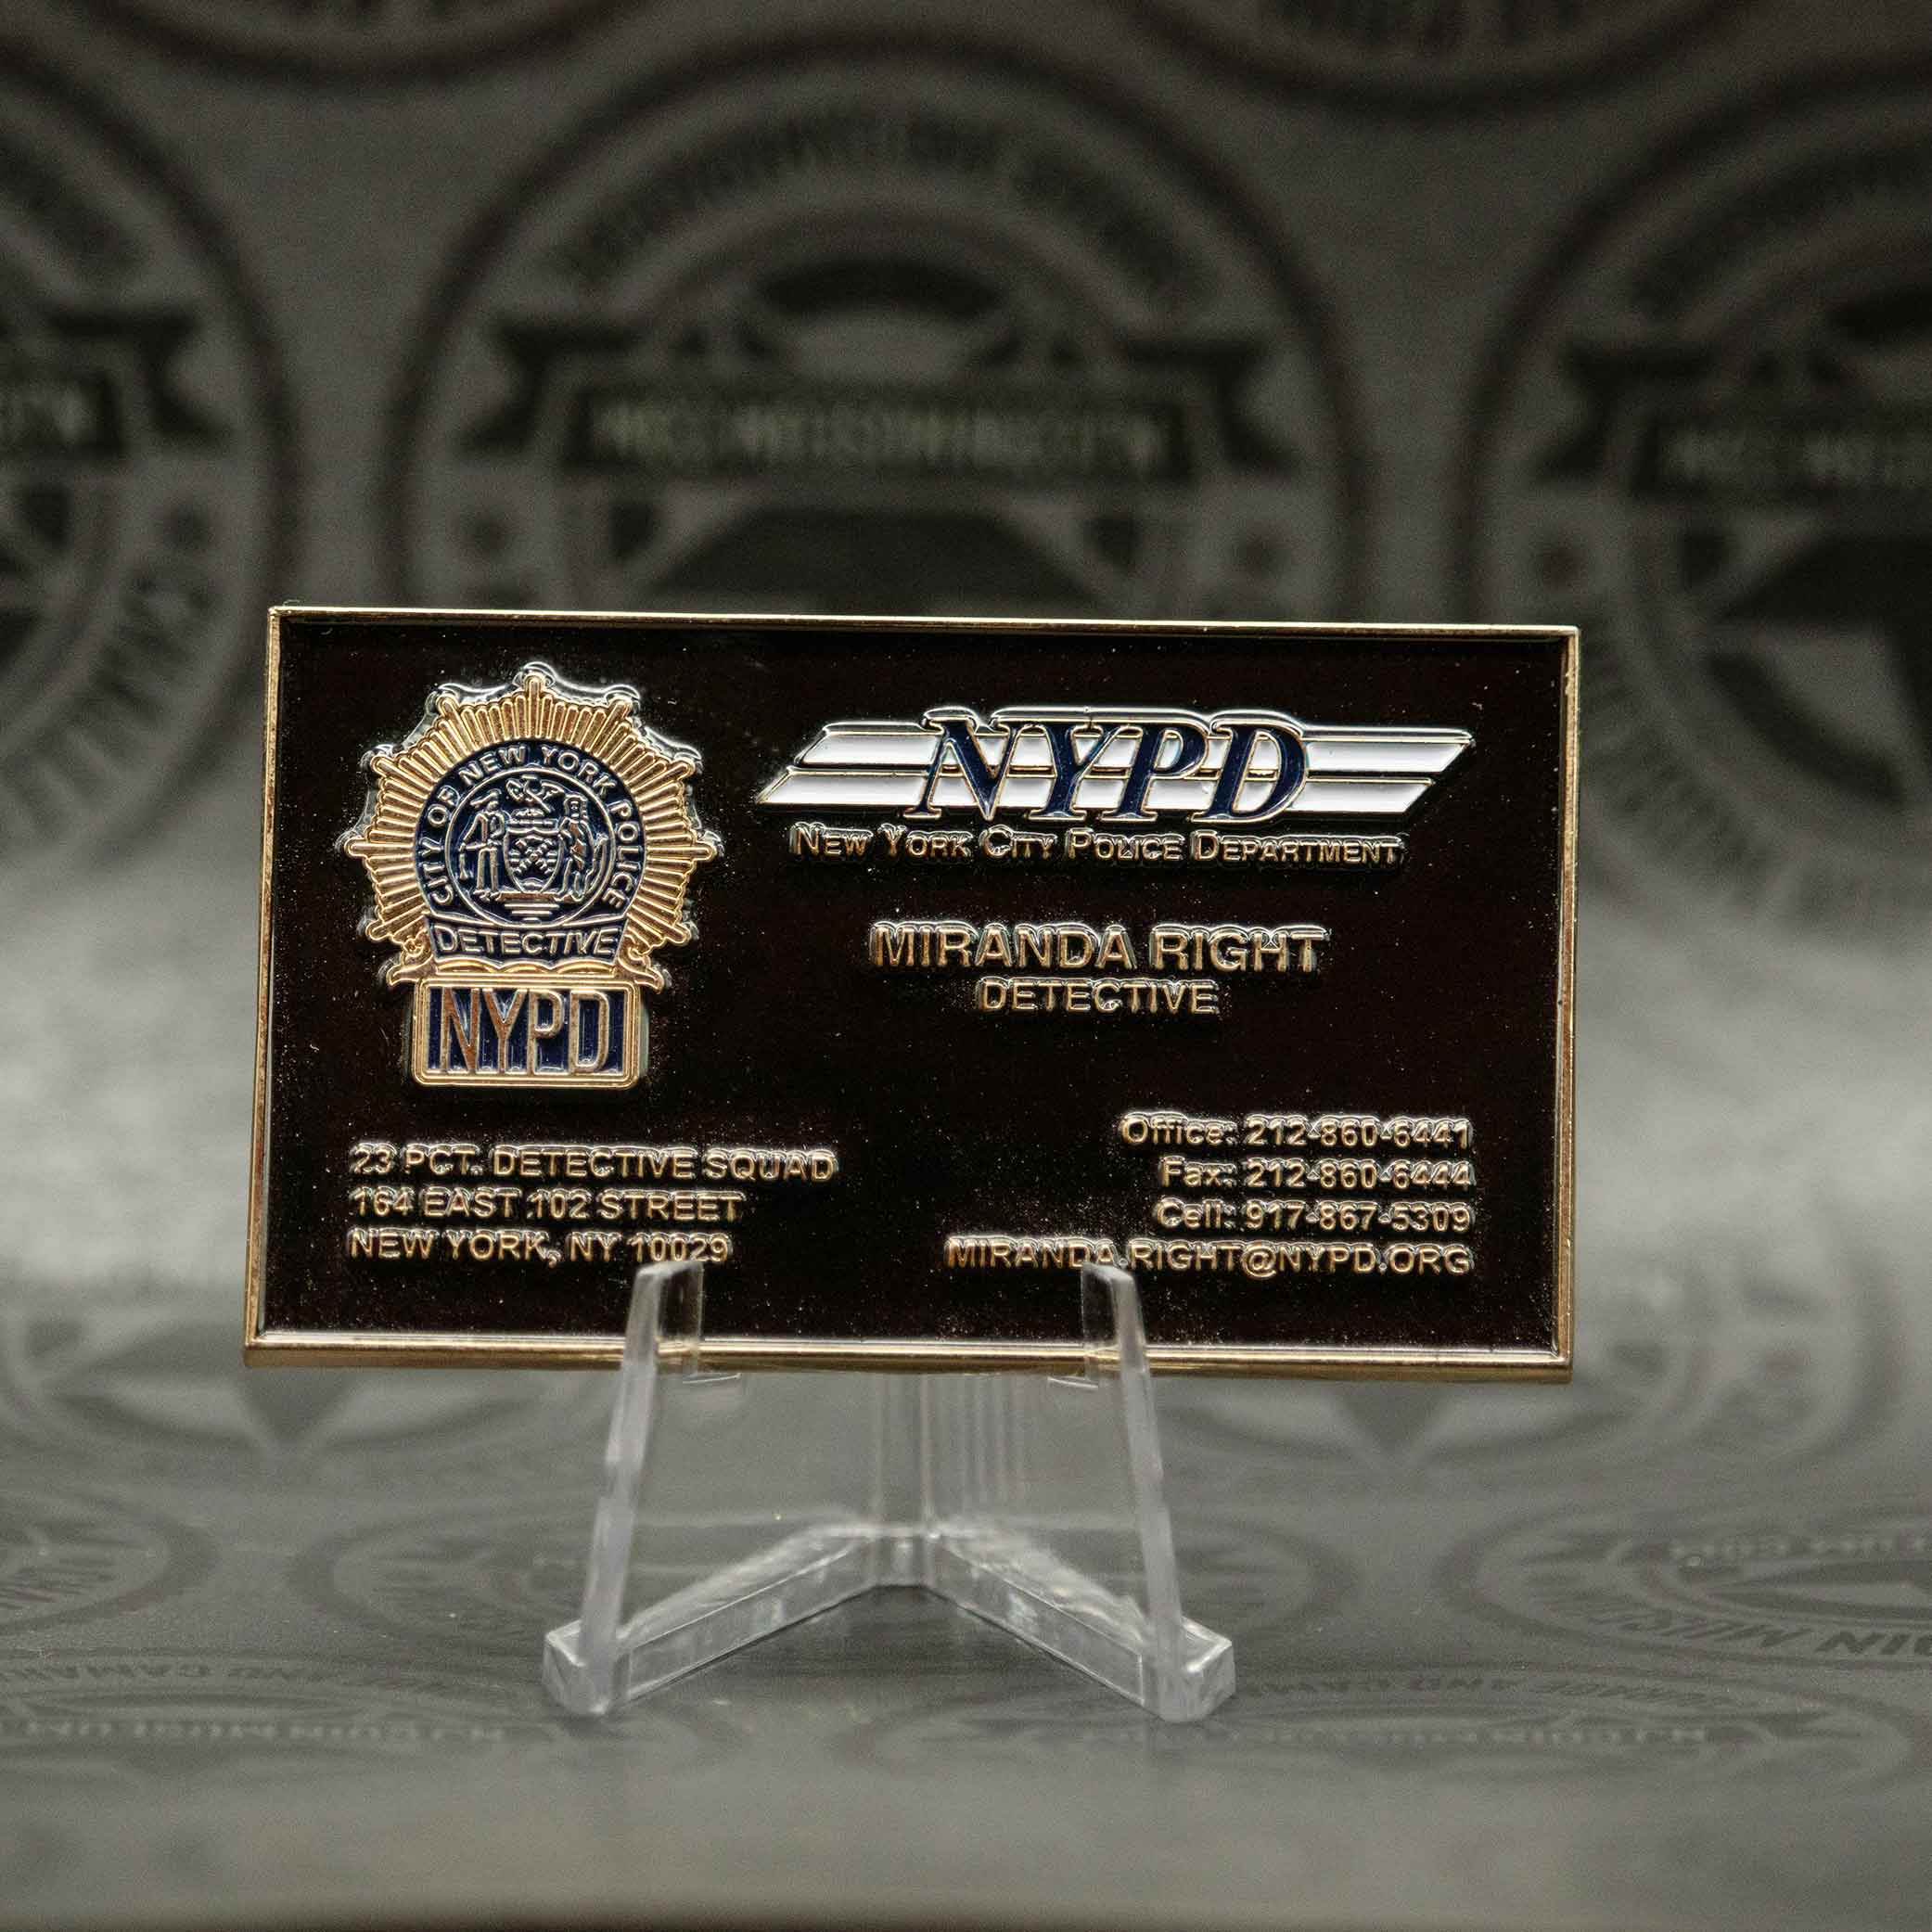 CITY OF NEW YORK POLICE
DETECTIVE
NYPD
NYPD
New York City Police Department
MIRANDA RIGHT
DETECTIVE
23 PCT. DETECTIVE SQUAD
164 EAST 102 STREET
NEW YORK, NY 10029
Office: 212-860-6441
Fax: 212-860-6444
Cell: 917-867-5309
MIRANDA.RIGHT@NYPD.ORG